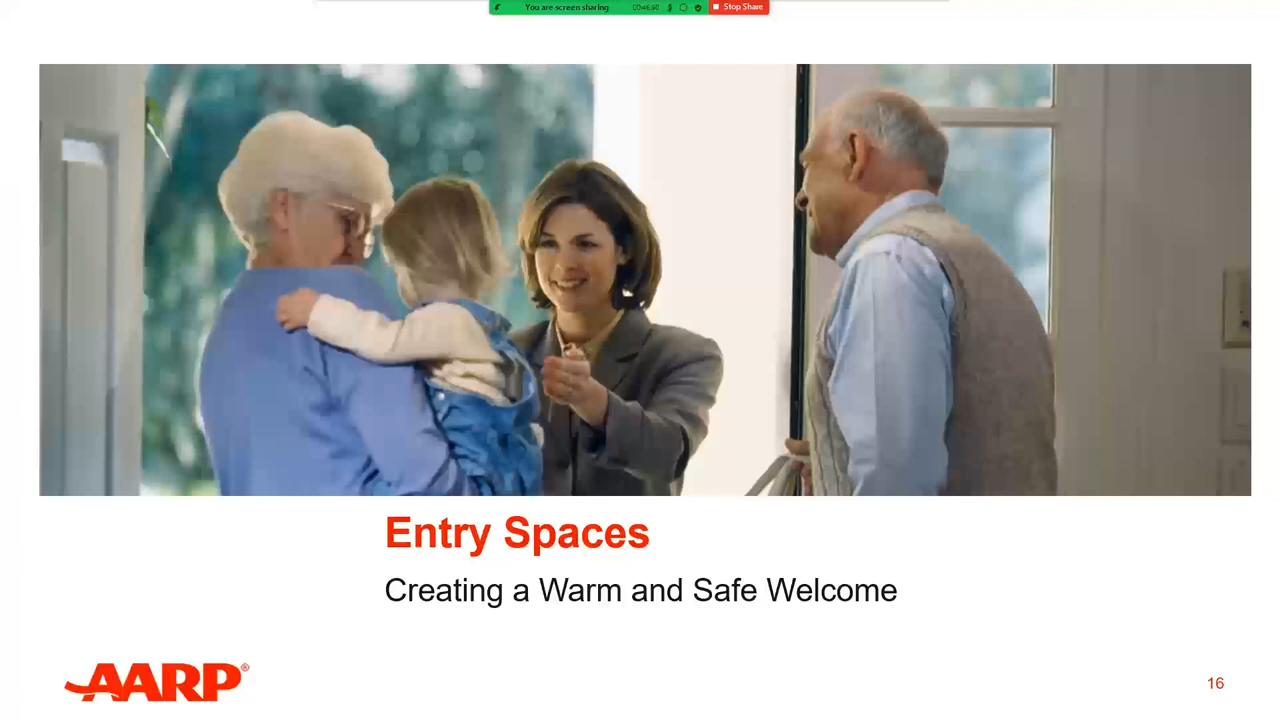 You are screen sharing
Stop Share
Entry Spaces
Creating a Warm and Safe Welcome
AARP®
16